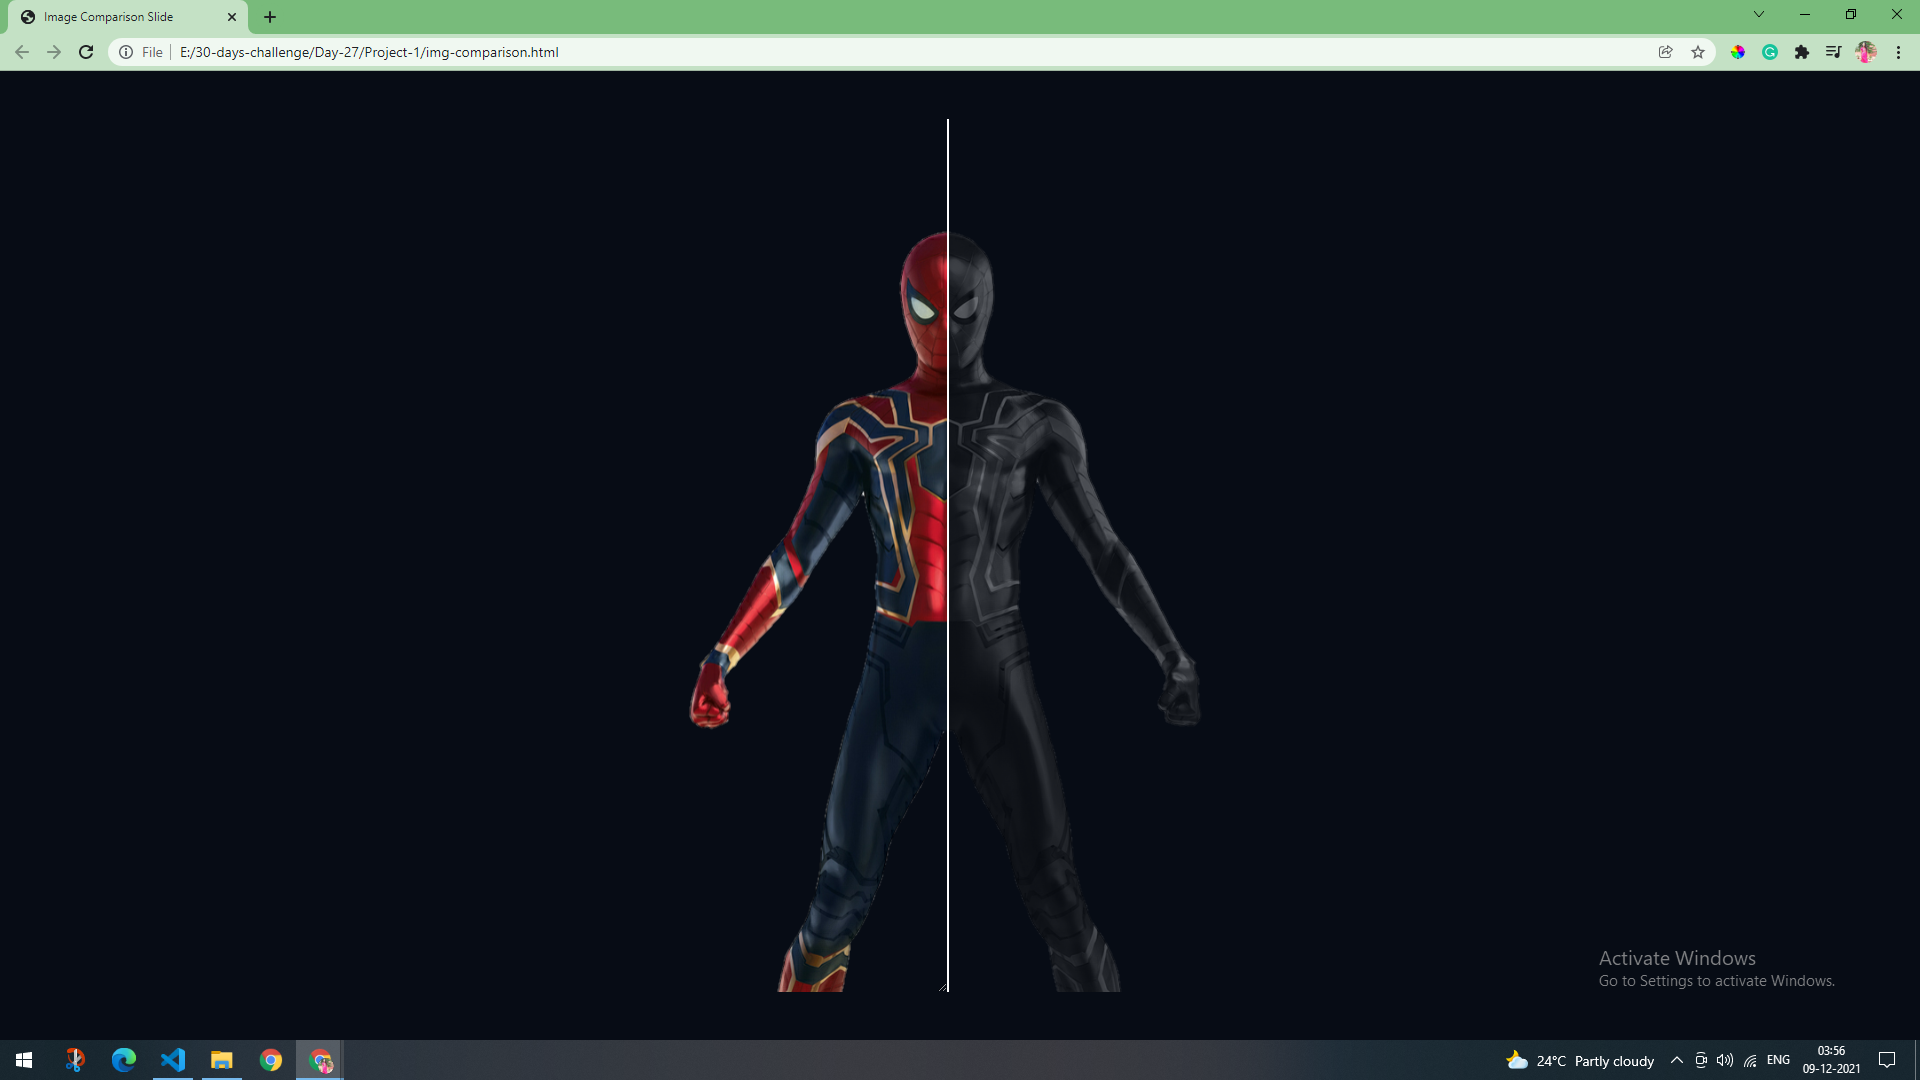 Image Comparison Slide
File
E:/30-days-challenge/Day-27/Project-1/img-comparison.html
Activate Windows
Go to Settings to activate Windows.
24°C Partly cloudy
ENG
03:56
09-12-2021